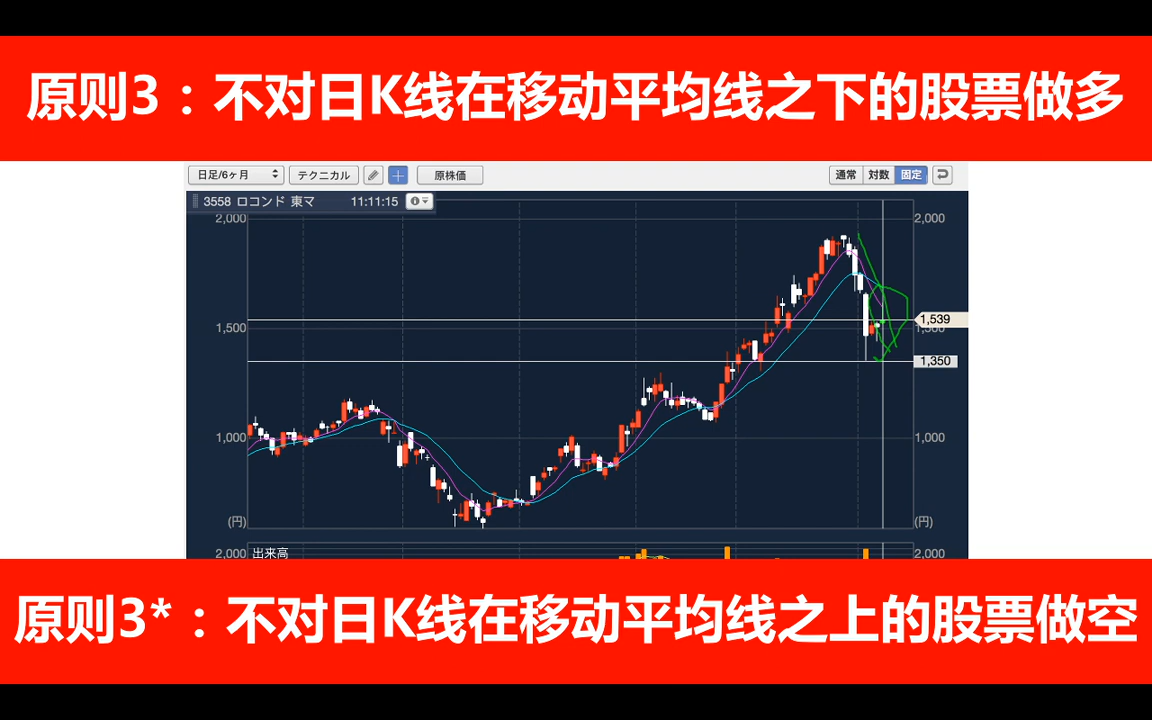 原则3：不对日K线在移动平均线之下的股票做多
日足/6ヶ月 テクニカル 原株価 通常 対数 固定
3558 ロコンド 東マ 11:11:15
2,000 2,000
1,539
1,500 1,500
1,350
1,000 1,000
(円) (円)
2,000 出来高 2,000
原则3*：不对日K线在移动平均线之上的股票做空